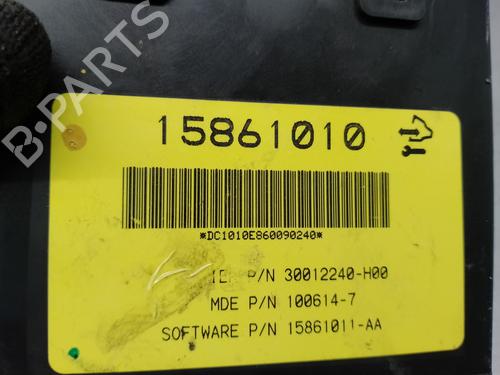 B-PARTS
15861010
*DC1010E860090240*
P/N 30012240-H00
MDE P/N 100614-7
SOFTWARE P/N 15861011-AA